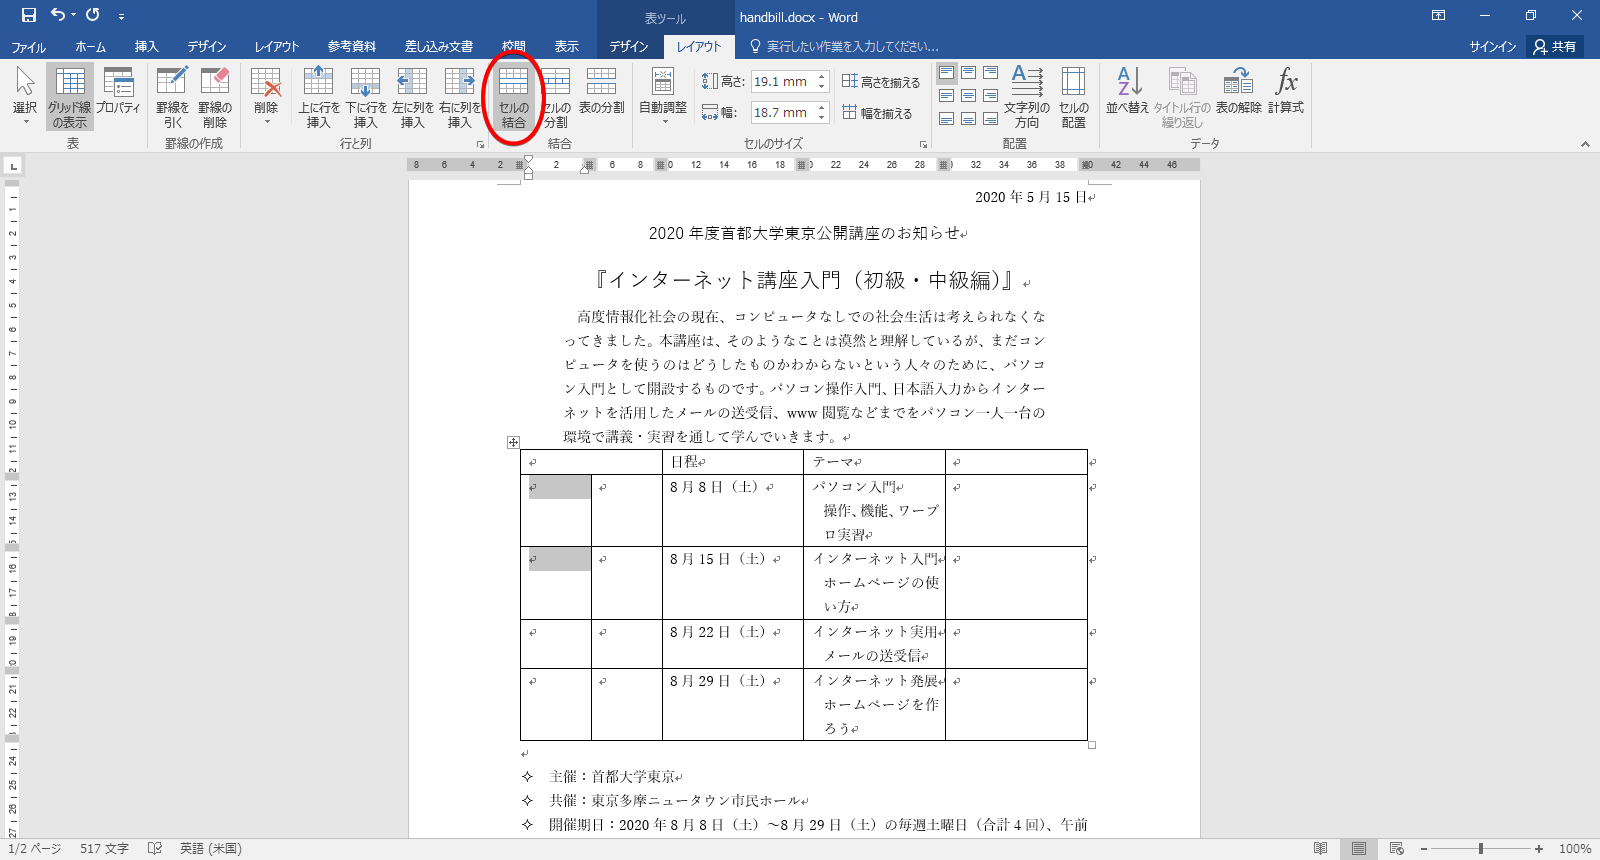 表ツール
handbill.docx - Word
ファイル ホーム 挿入 デザイン レイアウト 参考資料 差し込み文書 校閲 表示 デザイン レイアウト 実行したい作業を入力してください... サインイン 共有
選択
グリッド線の表示
プロパティ
罫線を引く
罫線の削除
削除
上に行を挿入
下に行を挿入
左に列を挿入
右に列を挿入
セルの結合
セルの分割
表の分割
自動調整
高さ: 19.1 mm
幅: 18.7 mm
高さを揃える
幅を揃える
文字列の方向
セルの配置
並べ替え
タイトル行の繰り返し
表の解除
計算式
表 罫線の作成 行と列 結合 セルのサイズ 配置 データ
8 6 4 2 2 6 8 0 12 14 16 18 0 22 24 26 28 0 32 34 36 38 40 42 44 46
2020 年 5 月 15 日
2020 年度首都大学東京公開講座のお知らせ
『インターネット講座入門（初級・中級編）』
高度情報化社会の現在、コンピュータなしでの社会生活は考えられなくな
ってきました。本講座は、そのようなことは漠然と理解しているが、まだコン
ピュータを使うのはどうしたものかわからないという人々のために、パソコ
ン入門として開設するものです。パソコン操作入門、日本語入力からインター
ネットを活用したメールの送受信、www 閲覧などまでをパソコン一人一台の
環境で講義・実習を通して学んでいきます。
日程 テーマ
8 月 8 日（土） パソコン入門
操作、機能、ワープ
ロ実習
8 月 15 日（土） インターネット入門
ホームページの使
い方
8 月 22 日（土） インターネット実用
メールの送受信
8 月 29 日（土） インターネット発展
ホームページを作
ろう
主催：首都大学東京
共催：東京多摩ニュータウン市民ホール
開催期日：2020 年 8 月 8 日（土）～8 月 29 日（土）の毎週土曜日（合計 4 回）、午前
1/2 ページ 517 文字 英語 (米国) 100%